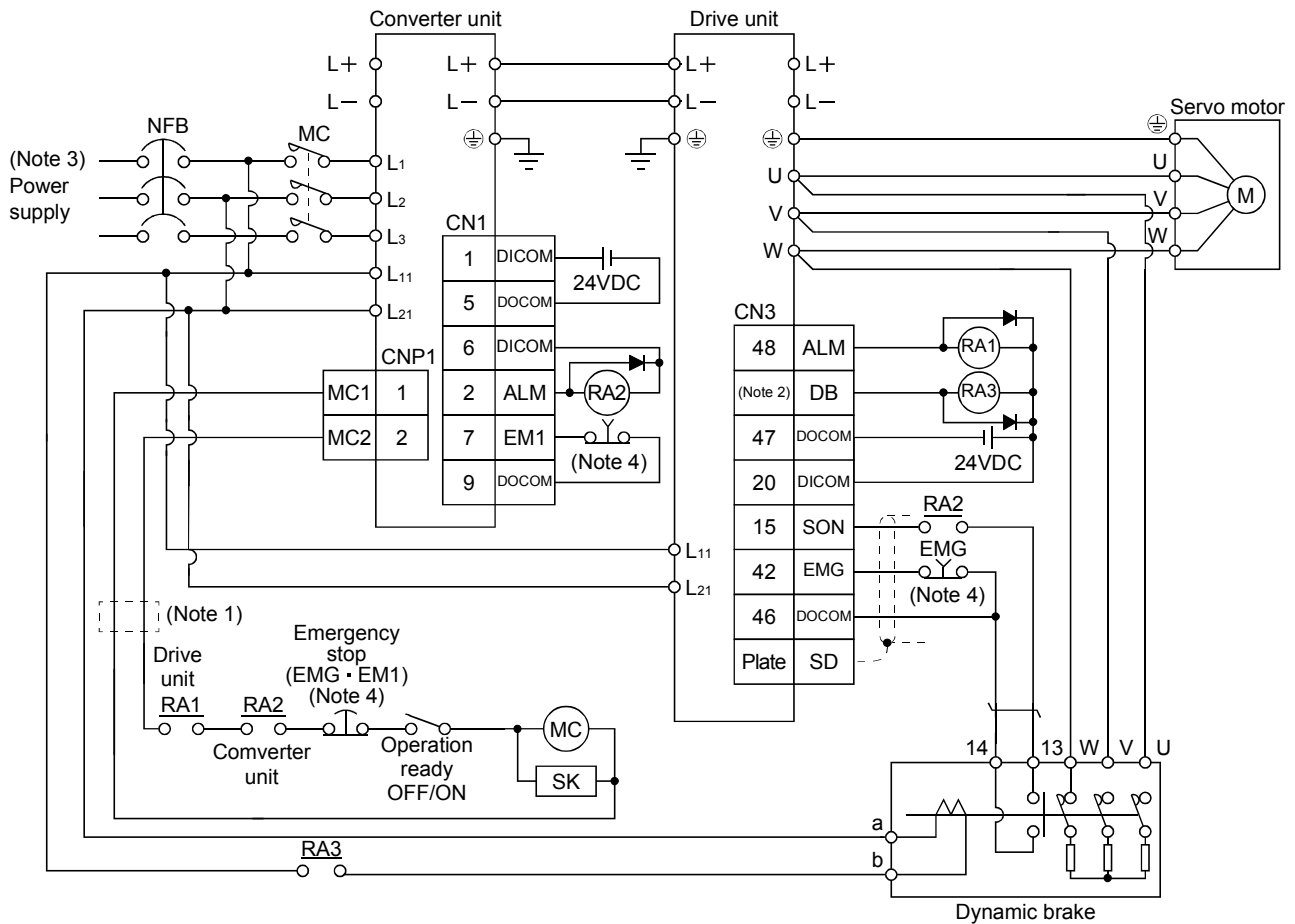 Converter unit
Drive unit
L+
L+
L+
L+
L−
L−
L−
L−
Servo motor
NFB
MC
(Note 3)
Power
supply
L1
L2
L3
L11
L21
U
V
W
U
V
W
M
CN1
1 DICOM
24VDC
5 DOCOM
6 DICOM
2 ALM
RA2
7 EM1
(Note 4)
9 DOCOM
CNP1
MC1 1
MC2 2
CN3
48 ALM
RA1
(Note 2) DB
RA3
47 DOCOM
24VDC
20 DICOM
RA2
15 SON
EMG
42 EMG
(Note 4)
46 DOCOM
Plate SD
L11
L21
(Note 1)
Drive
unit
RA1
RA2
Comverter
unit
Emergency
stop
(EMG · EM1)
(Note 4)
Operation
ready
OFF/ON
MC
SK
14 13 W V U
a
b
RA3
Dynamic brake